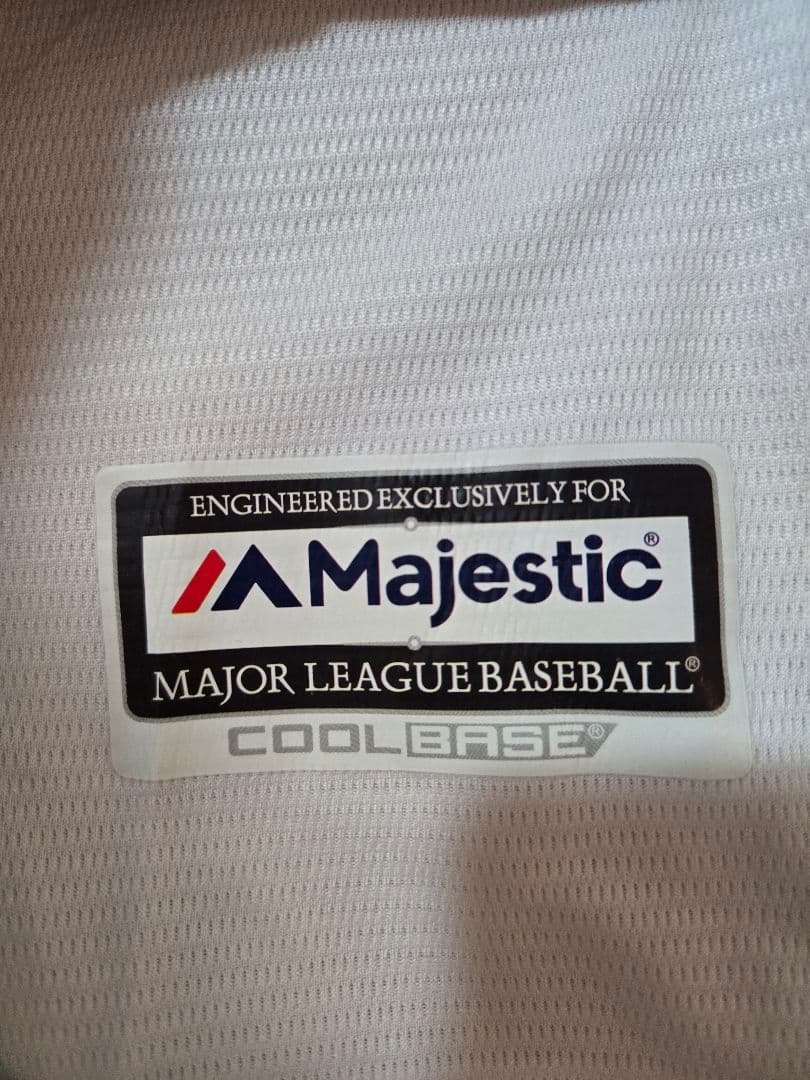 ENGINEERED EXCLUSIVELY FOR
Majestic®
MAJOR LEAGUE BASEBALL®
COOLBASE®